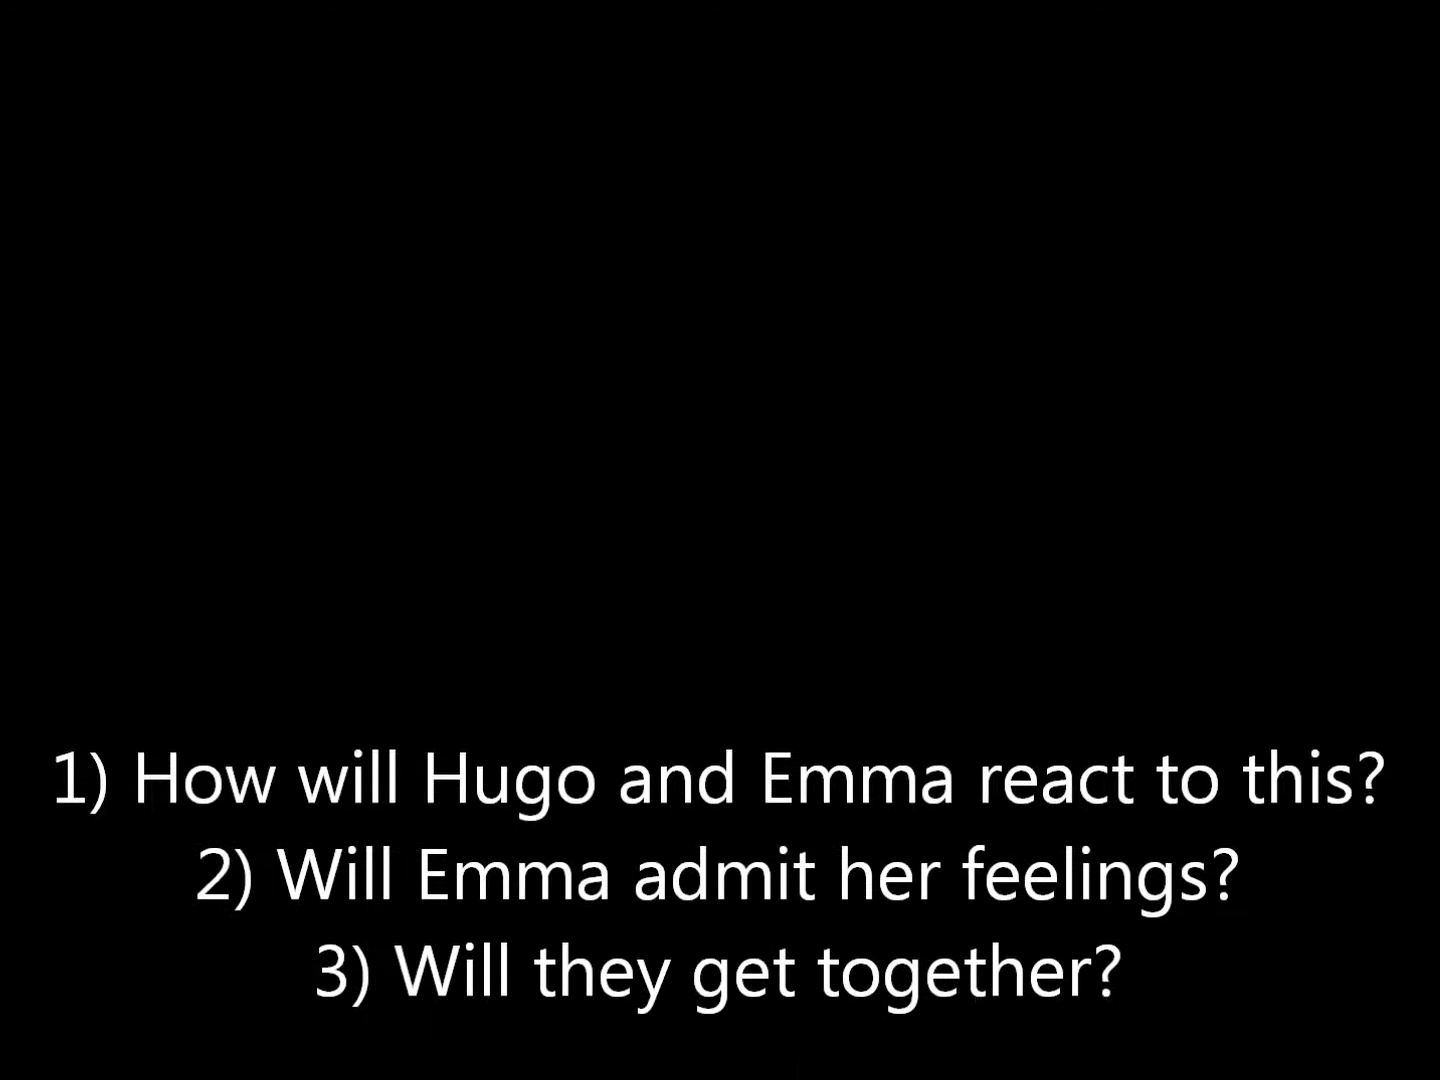 1) How will Hugo and Emma react to this?
2) Will Emma admit her feelings?
3) Will they get together?